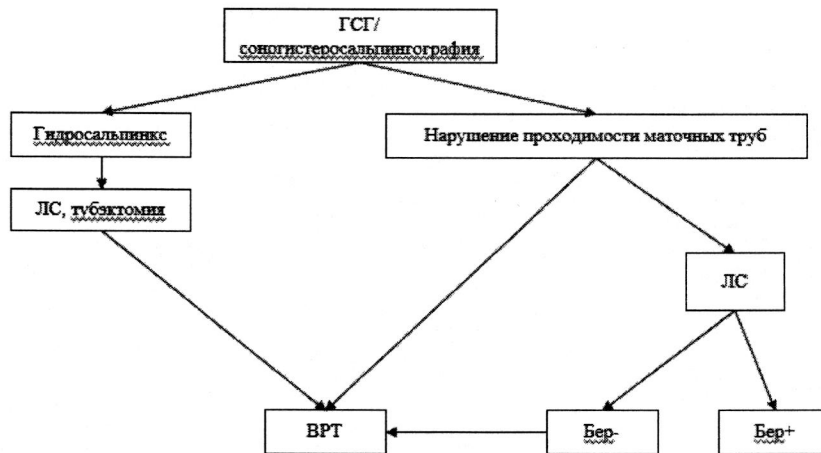 ГСГ/
соногистеросальпингография
Гидросальпинкс
Нарушение проходимости маточных труб
ЛС, тубэктомия
ЛС
ВРТ
Бер-
Бер+